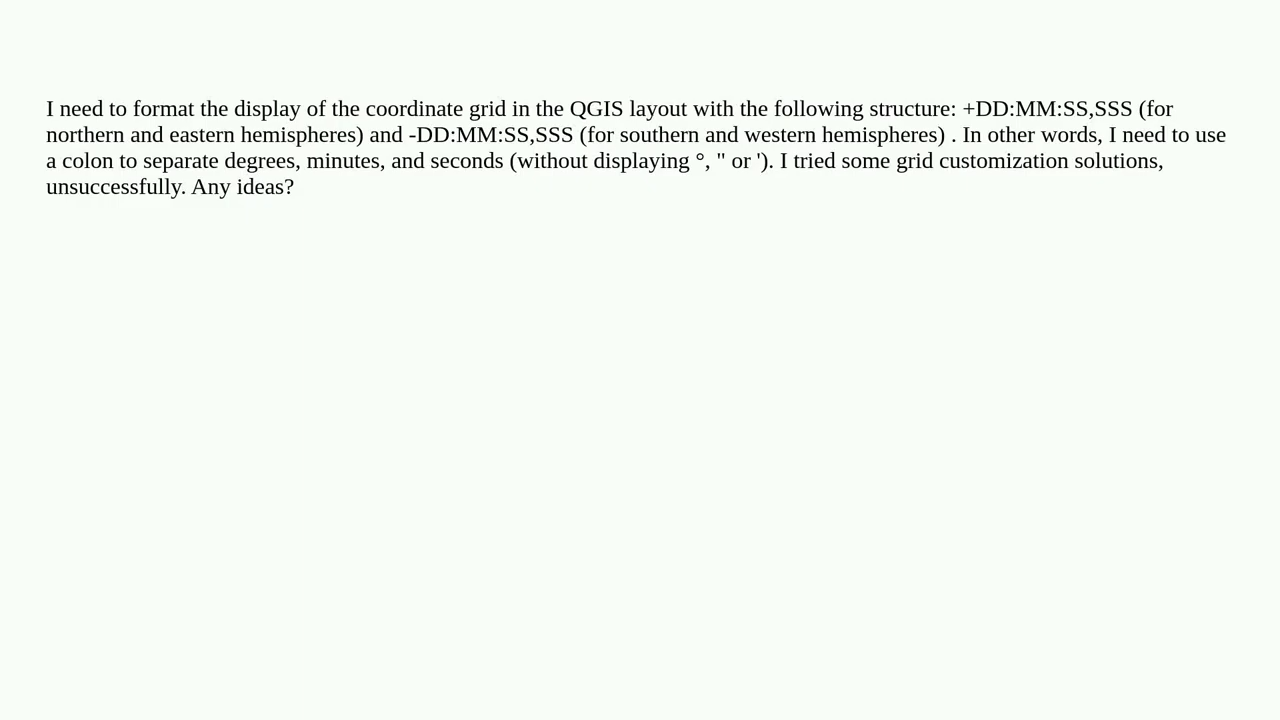 I need to format the display of the coordinate grid in the QGIS layout with the following structure: +DD:MM:SS,SSS (for
northern and eastern hemispheres) and -DD:MM:SS,SSS (for southern and western hemispheres) . In other words, I need to use
a colon to separate degrees, minutes, and seconds (without displaying °, " or '). I tried some grid customization solutions,
unsuccessfully. Any ideas?